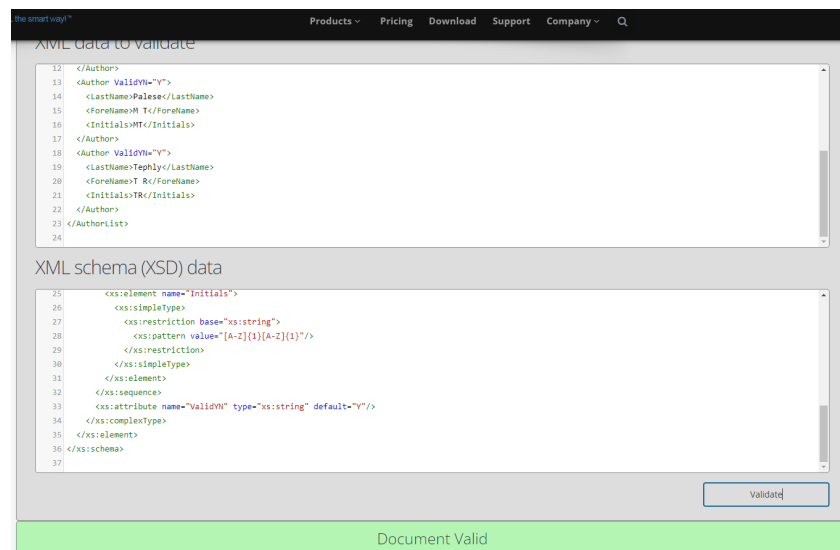 the smart way!™
Products Pricing Download Support Company
XML data to validate
12 </Author>
13 <Author ValidYN="Y">
14 <LastName>Palese</LastName>
15 <ForeName>M T</ForeName>
16 <Initials>MT</Initials>
17 </Author>
18 <Author ValidYN="Y">
19 <LastName>Tephly</LastName>
20 <ForeName>T R</ForeName>
21 <Initials>TR</Initials>
22 </Author>
23 </AuthorList>
24
XML schema (XSD) data
25 <xs:element name="Initials">
26 <xs:simpleType>
27 <xs:restriction base="xs:string">
28 <xs:pattern value="[A-Z]{1}[A-Z]{1}"/>
29 </xs:restriction>
30 </xs:simpleType>
31 </xs:element>
32 </xs:sequence>
33 <xs:attribute name="ValidYN" type="xs:string" default="Y"/>
34 </xs:complexType>
35 </xs:element>
36 </xs:schema>
37
Validate
Document Valid